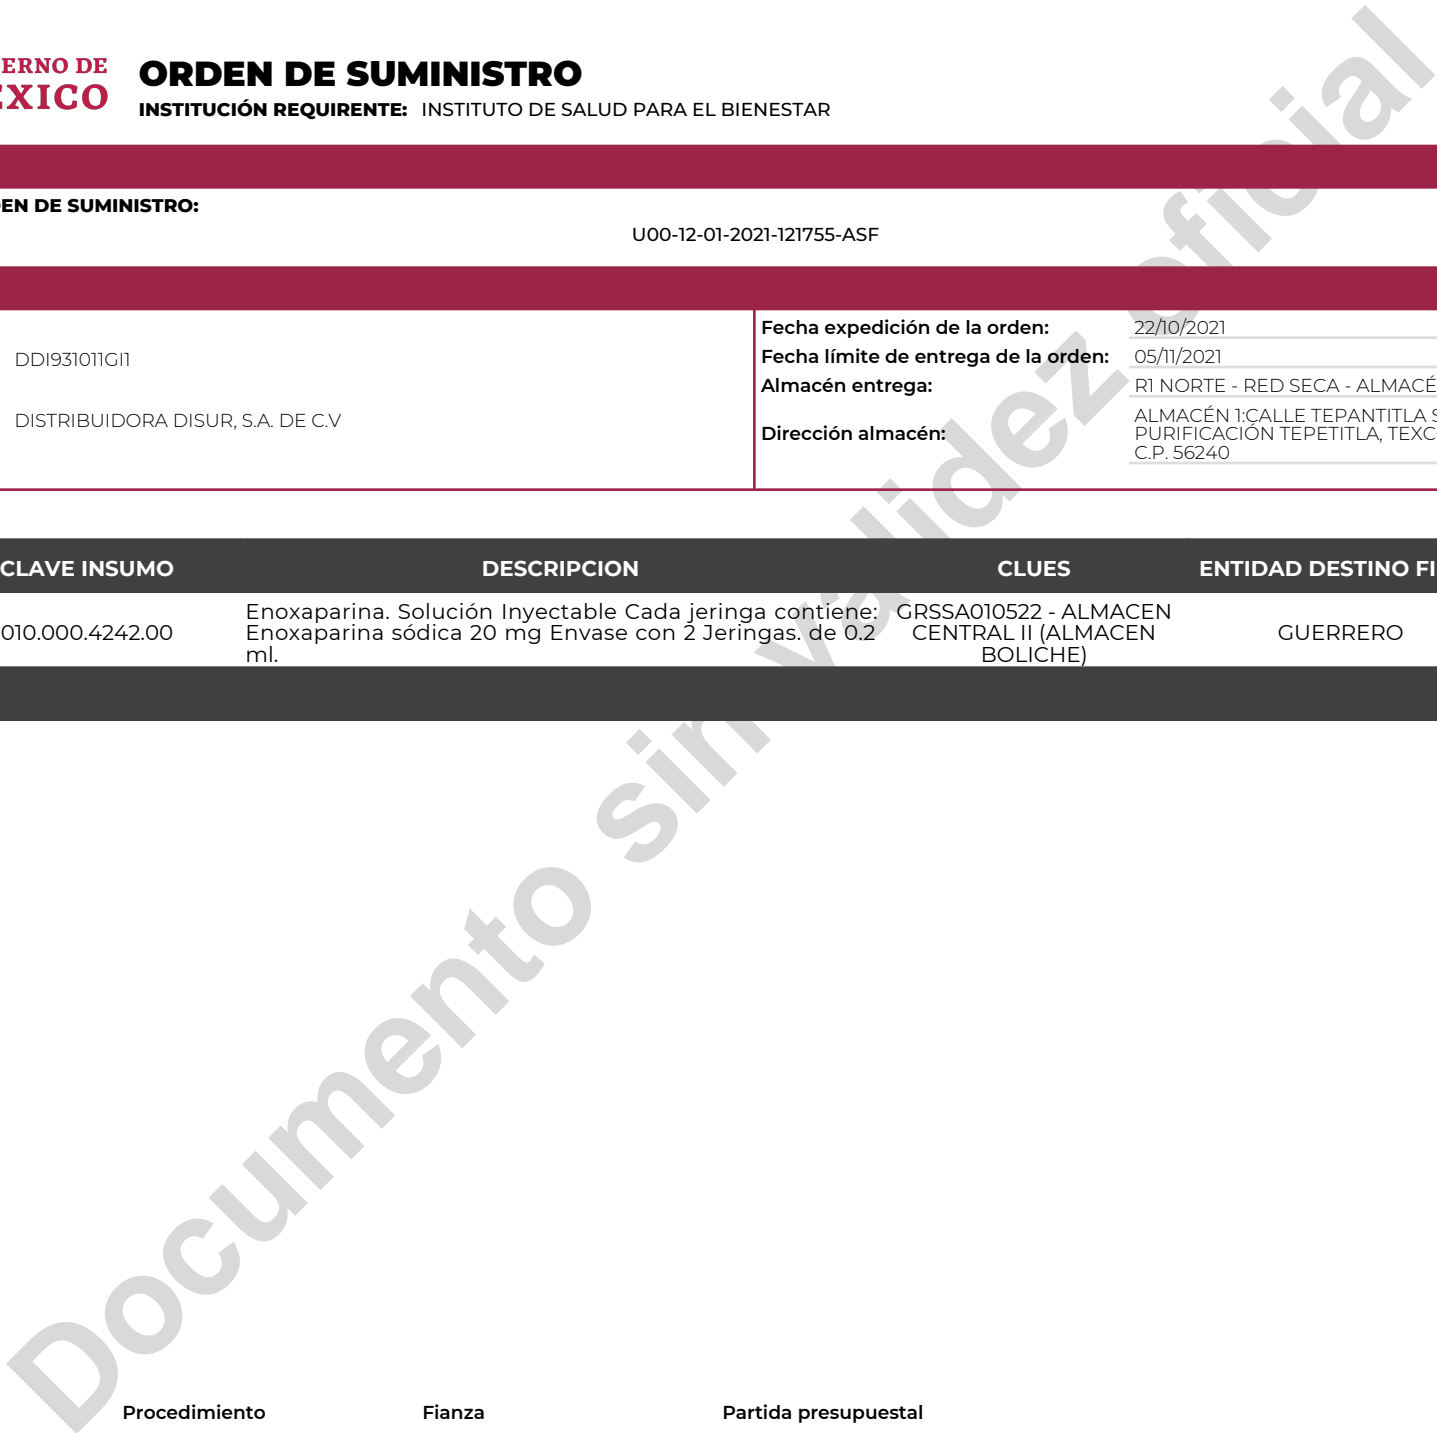 ERNO DE
ÉXICO
ORDEN DE SUMINISTRO
INSTITUCIÓN REQUIRENTE: INSTITUTO DE SALUD PARA EL BIENESTAR
EN DE SUMINISTRO:
U00-12-01-2021-121755-ASF
DDI931011GI1
DISTRIBUIDORA DISUR, S.A. DE C.V
Fecha expedición de la orden: 22/10/2021
Fecha límite de entrega de la orden: 05/11/2021
Almacén entrega: R1 NORTE - RED SECA - ALMACÉ
Dirección almacén:
ALMACÉN 1:CALLE TEPANTITLA S
PURIFICACIÓN TEPETITLA, TEXC
C.P. 56240
CLAVE INSUMO DESCRIPCION CLUES ENTIDAD DESTINO FI
010.000.4242.00
Enoxaparina. Solución Inyectable Cada jeringa contiene:
Enoxaparina sódica 20 mg Envase con 2 Jeringas. de 0.2
ml.
GRSSA010522 - ALMACEN
CENTRAL II (ALMACEN
BOLICHE)
GUERRERO
Documento sin validez oficial
Procedimiento Fianza Partida presupuestal